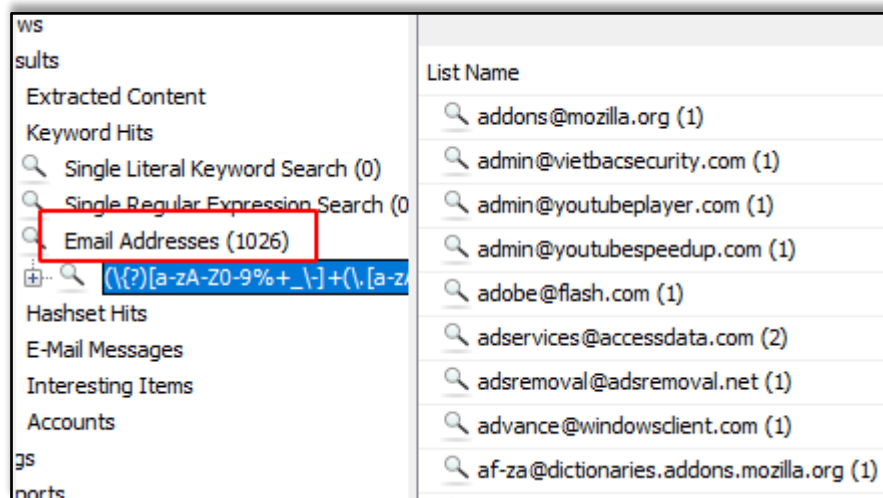 ws
sults
Extracted Content
Keyword Hits
Single Literal Keyword Search (0)
Single Regular Expression Search (0
Email Addresses (1026)
(\{?)[a-zA-Z0-9%+_\-]+(\.[a-zA
Hashset Hits
E-Mail Messages
Interesting Items
Accounts
gs
ports
List Name
addons@mozilla.org (1)
admin@vietbacsecurity.com (1)
admin@youtubeplayer.com (1)
admin@youtubespeedup.com (1)
adobe@flash.com (1)
adservices@accessdata.com (2)
adsremoval@adsremoval.net (1)
advance@windowsclient.com (1)
af-za@dictionaries.addons.mozilla.org (1)